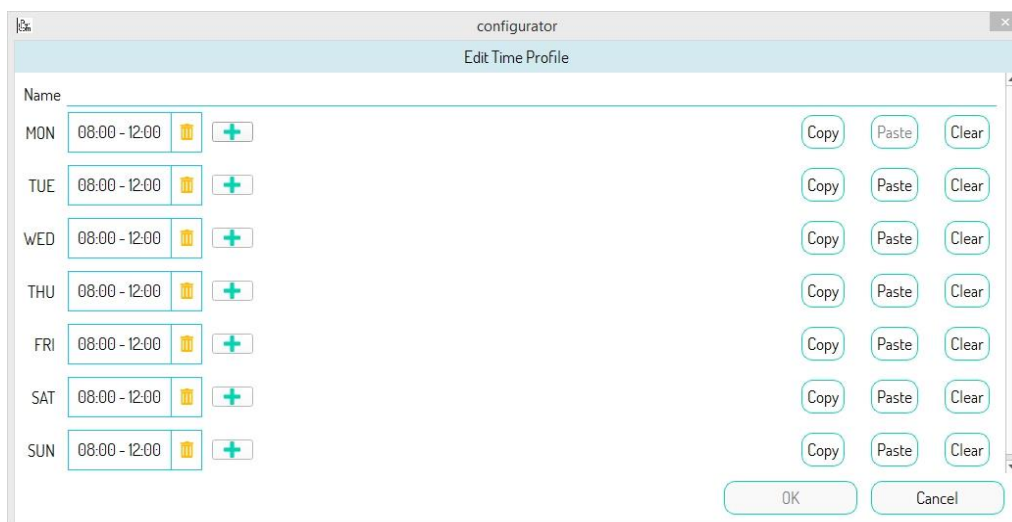 configurator
Edit Time Profile
Name
MON 08:00 - 12:00 Copy Paste Clear
TUE 08:00 - 12:00 Copy Paste Clear
WED 08:00 - 12:00 Copy Paste Clear
THU 08:00 - 12:00 Copy Paste Clear
FRI 08:00 - 12:00 Copy Paste Clear
SAT 08:00 - 12:00 Copy Paste Clear
SUN 08:00 - 12:00 Copy Paste Clear
OK Cancel